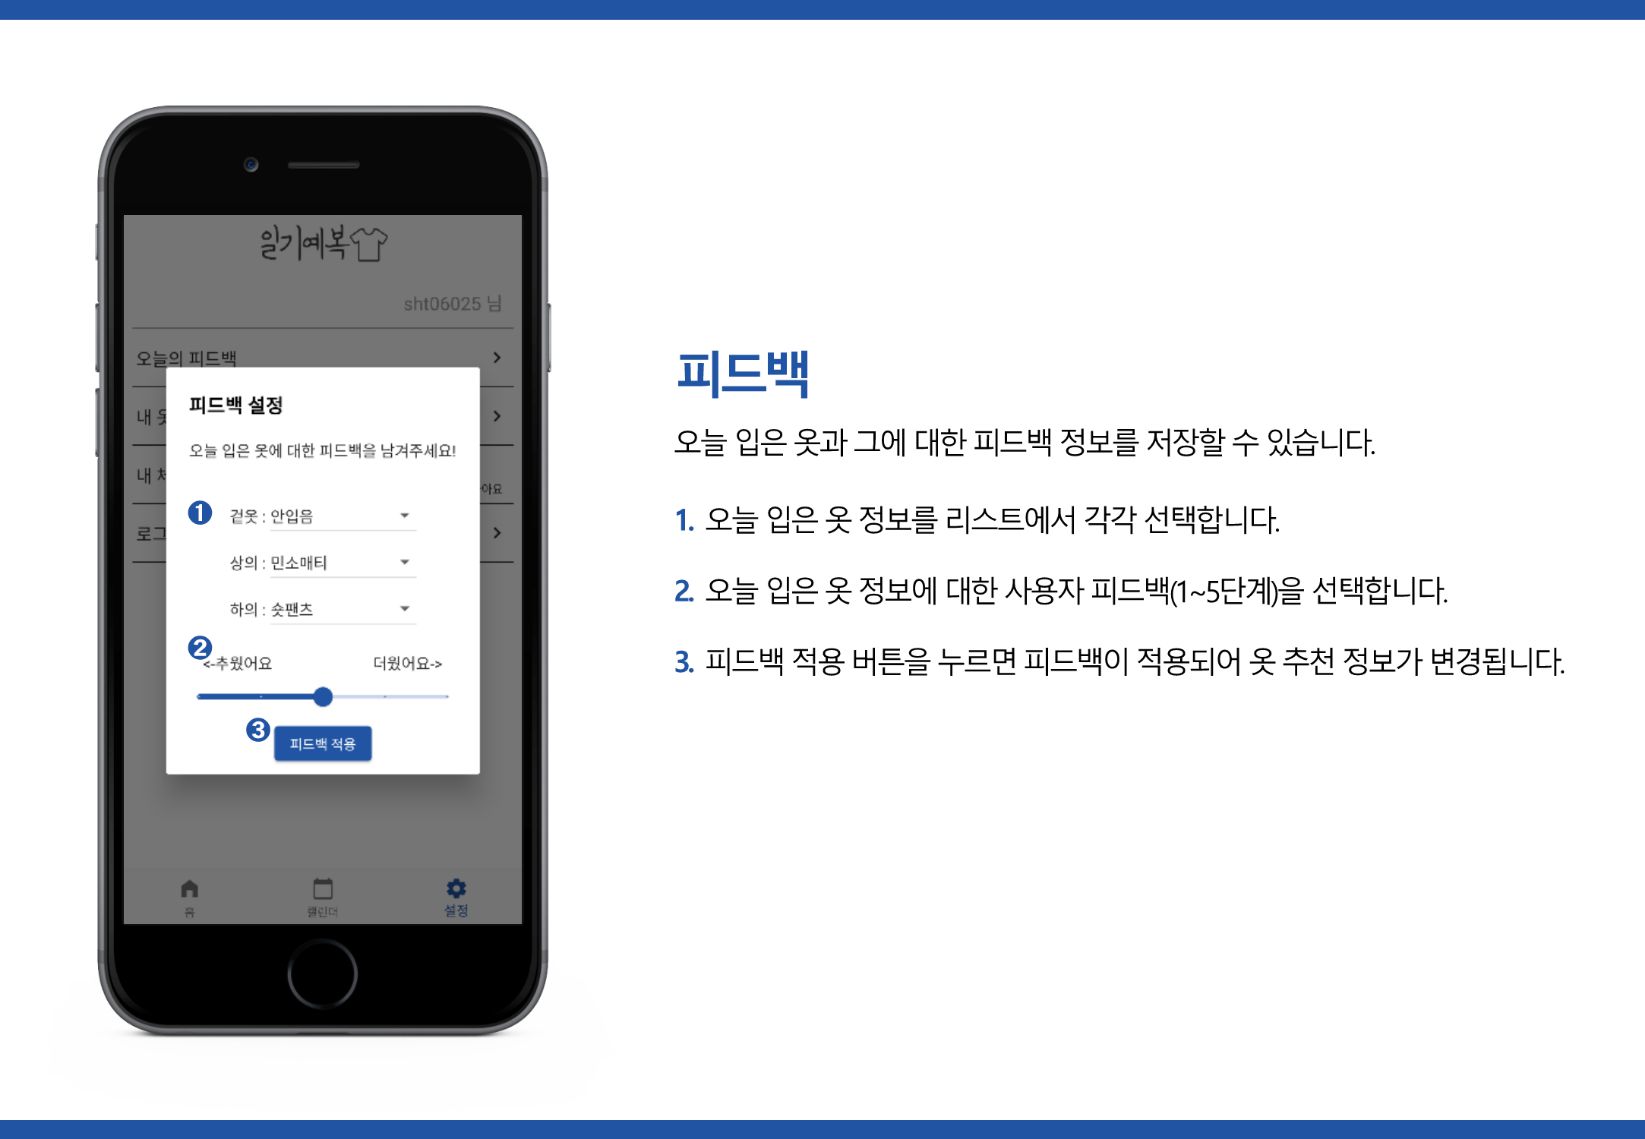 일기예복
sht06025 님
오늘의 피드백
내 옷
내 체
아요
로그
피드백 설정
오늘 입은 옷에 대한 피드백을 남겨주세요!
1
겉옷 : 안입음
상의 : 민소매티
하의 : 숏팬츠
2
<-추웠어요 더웠어요->
3
피드백 적용
홈 캘린더 설정
피드백
오늘 입은 옷과 그에 대한 피드백 정보를 저장할 수 있습니다.
1. 오늘 입은 옷 정보를 리스트에서 각각 선택합니다.
2. 오늘 입은 옷 정보에 대한 사용자 피드백(1~5단계)을 선택합니다.
3. 피드백 적용 버튼을 누르면 피드백이 적용되어 옷 추천 정보가 변경됩니다.